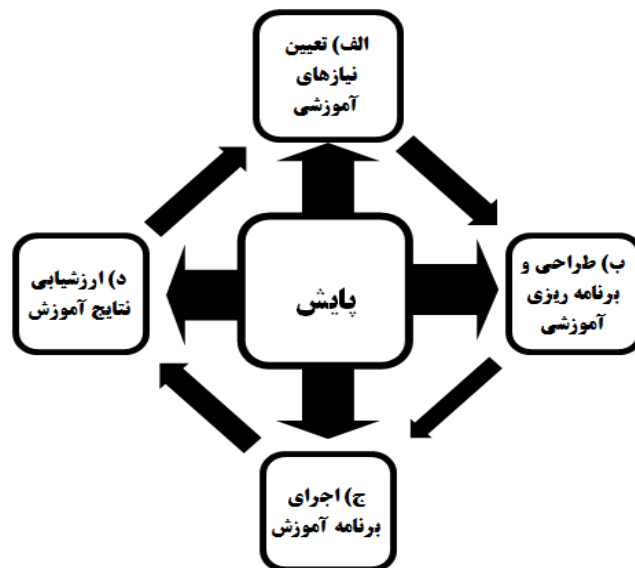 الف) تعیین
نیازهای
آموزشی
ب) طراحی و
برنامه ریزی
آموزشی
پایش
د) ارزشیابی
نتایج آموزش
ج) اجرای
برنامه آموزش